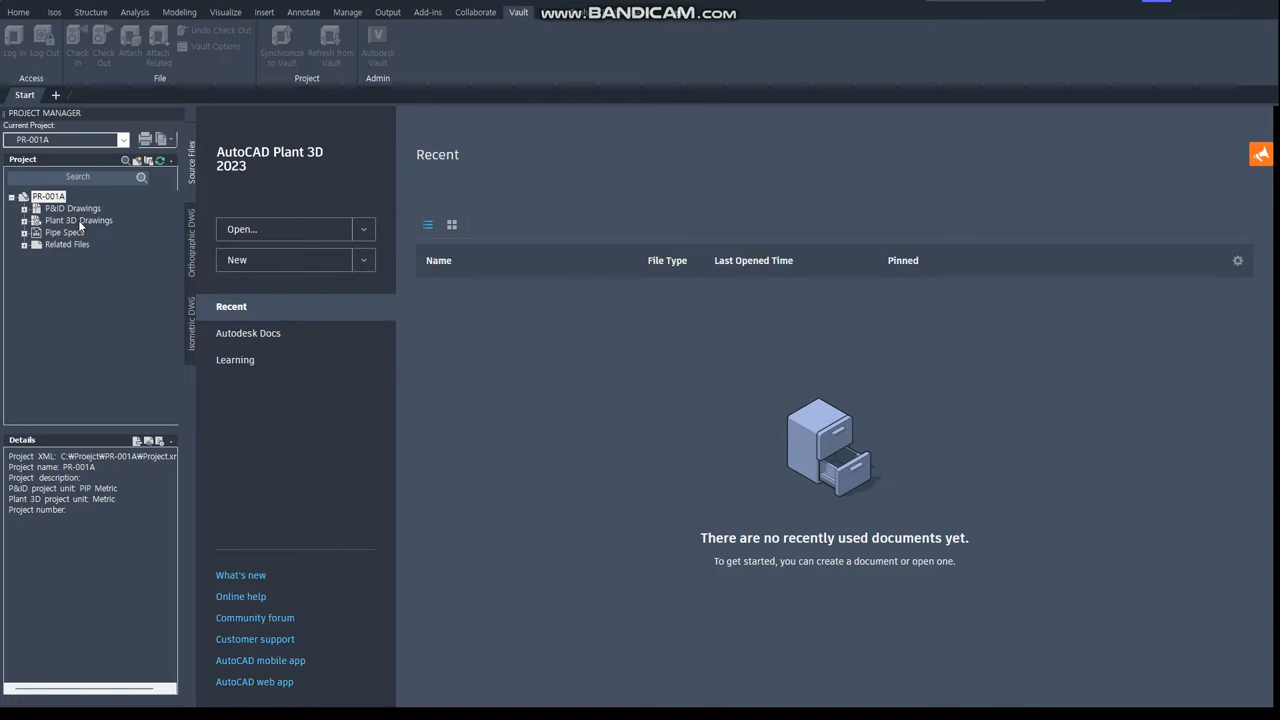 Home Isos Structure Analysis Modeling Visualize Insert Annotate Manage Output Add-ins Collaborate Vault www.BANDICAM.com
Log In Log Out Check In Check Out Attach Attach Related Undo Check Out Vault Options Synchronize to Vault Refresh from Vault Autodesk Vault
Access File Project Admin
Start
PROJECT MANAGER
Current Project:
PR-001A
Project
Search
PR-001A
P&ID Drawings
Plant 3D Drawings
Pipe Specs
Related Files
Source Files
Orthographic DWG
Isometric DWG
Details
Project XML: C:₩Proejct₩PR-001A₩Project.xr
Project name: PR-001A
Project description:
P&ID project unit: PIP Metric
Plant 3D project unit: Metric
Project number:
AutoCAD Plant 3D
2023
Open...
New
Recent
Autodesk Docs
Learning
What's new
Online help
Community forum
Customer support
AutoCAD mobile app
AutoCAD web app
Recent
Name File Type Last Opened Time Pinned
There are no recently used documents yet.
To get started, you can create a document or open one.